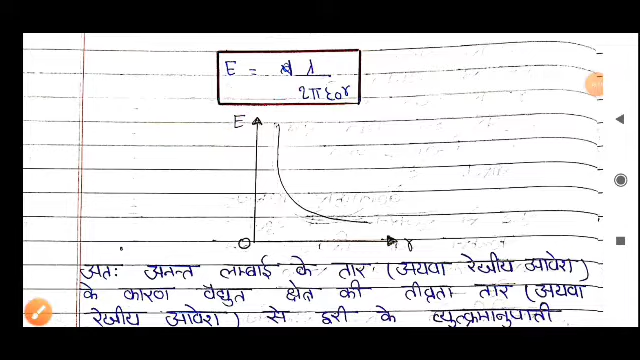 E = λ
2πε0r
E
O r
अतः अनन्त लम्बाई के तार (अथवा रेखीय आवेश)
के कारण वैद्युत क्षेत्र की तीव्रता तार (अथवा
रेखीय आवेश) से दूरी के व्युत्क्रमानुपाती